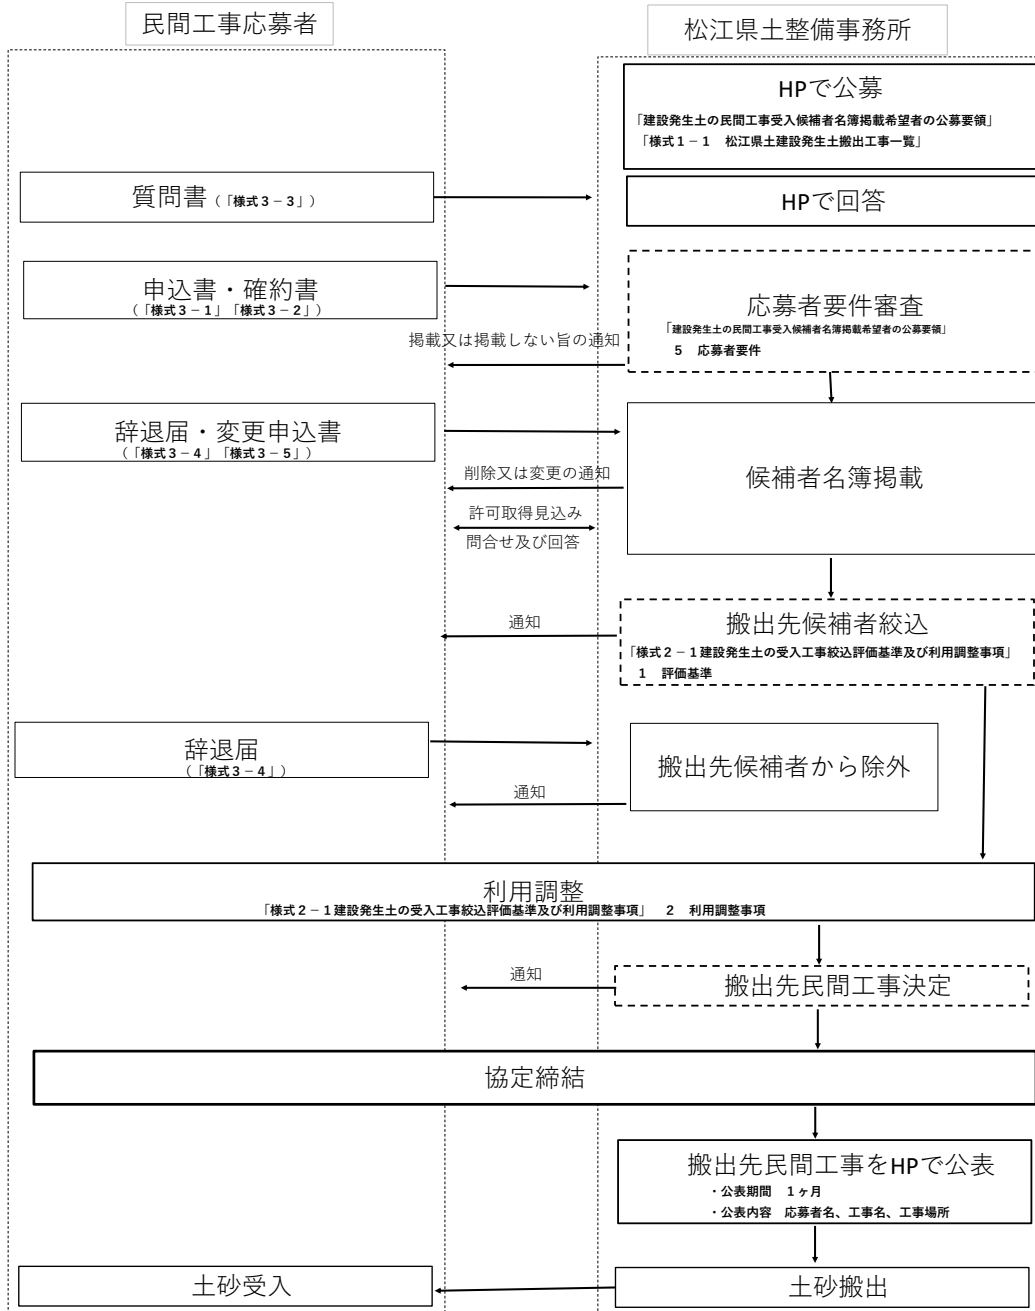 民間工事応募者
松江県土整備事務所
HPで公募
「建設発生土の民間工事受入候補者名簿掲載希望者の公募要領」
「様式1－1　松江県土建設発生土搬出工事一覧」
質問書（「様式3－3」）
HPで回答
申込書・確約書
（「様式3－1」「様式3－2」）
応募者要件審査
「建設発生土の民間工事受入候補者名簿掲載希望者の公募要領」
5　応募者要件
掲載又は掲載しない旨の通知
辞退届・変更申込書
（「様式3－4」「様式3－5」）
候補者名簿掲載
削除又は変更の通知
許可取得見込み
問合せ及び回答
搬出先候補者絞込
「様式2－1建設発生土の受入工事絞込評価基準及び利用調整事項」
1　評価基準
通知
辞退届
（「様式3－4」）
搬出先候補者から除外
通知
利用調整
「様式2－1建設発生土の受入工事絞込評価基準及び利用調整事項」　2　利用調整事項
通知
搬出先民間工事決定
協定締結
搬出先民間工事をHPで公表
・公表期間　1ヶ月
・公表内容　応募者名、工事名、工事場所
土砂受入
土砂搬出